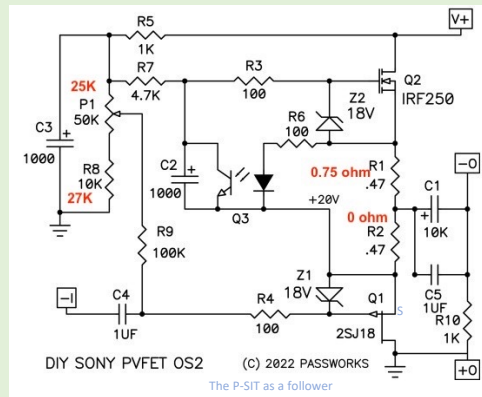 R5
1K
V+
25K
P1
50K
R7
4.7K
R3
100
Q2
IRF250
Z2
18V
R6
100
C3
1000
+
R8
10K
27K
C2
1000
+
Q3
0.75 ohm
R1
.47
-O
+20V
0 ohm
R2
.47
+
C1
10K
R9
100K
Z1
18V
Q1
S
C5
1UF
-I
C4
1UF
R4
100
2SJ18
R10
1K
DIY SONY PVFET OS2
(C) 2022 PASSWORKS
+O
The P-SIT as a follower